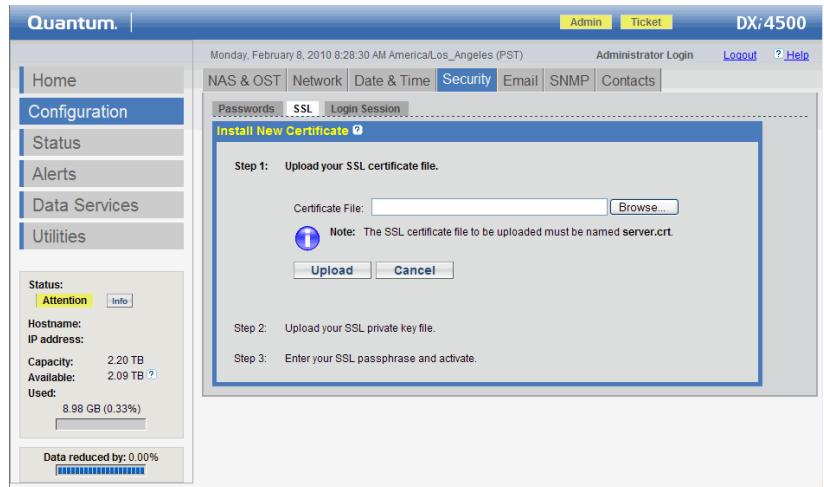 Quantum.
Admin
Ticket
DXi4500
Monday, February 8, 2010 8:28:30 AM America/Los_Angeles (PST)
Administrator Login
Logout
? Help
Home
Configuration
Status
Alerts
Data Services
Utilities
NAS & OST
Network
Date & Time
Security
Email
SNMP
Contacts
Passwords
SSL
Login Session
Install New Certificate ?
Step 1: Upload your SSL certificate file.
Certificate File:
Browse...
i
Note: The SSL certificate file to be uploaded must be named server.crt.
Upload
Cancel
Step 2: Upload your SSL private key file.
Step 3: Enter your SSL passphrase and activate.
Status:
Attention
Info
Hostname:
IP address:
Capacity: 2.20 TB
Available: 2.09 TB ?
Used:
8.98 GB (0.33%)
Data reduced by: 0.00%